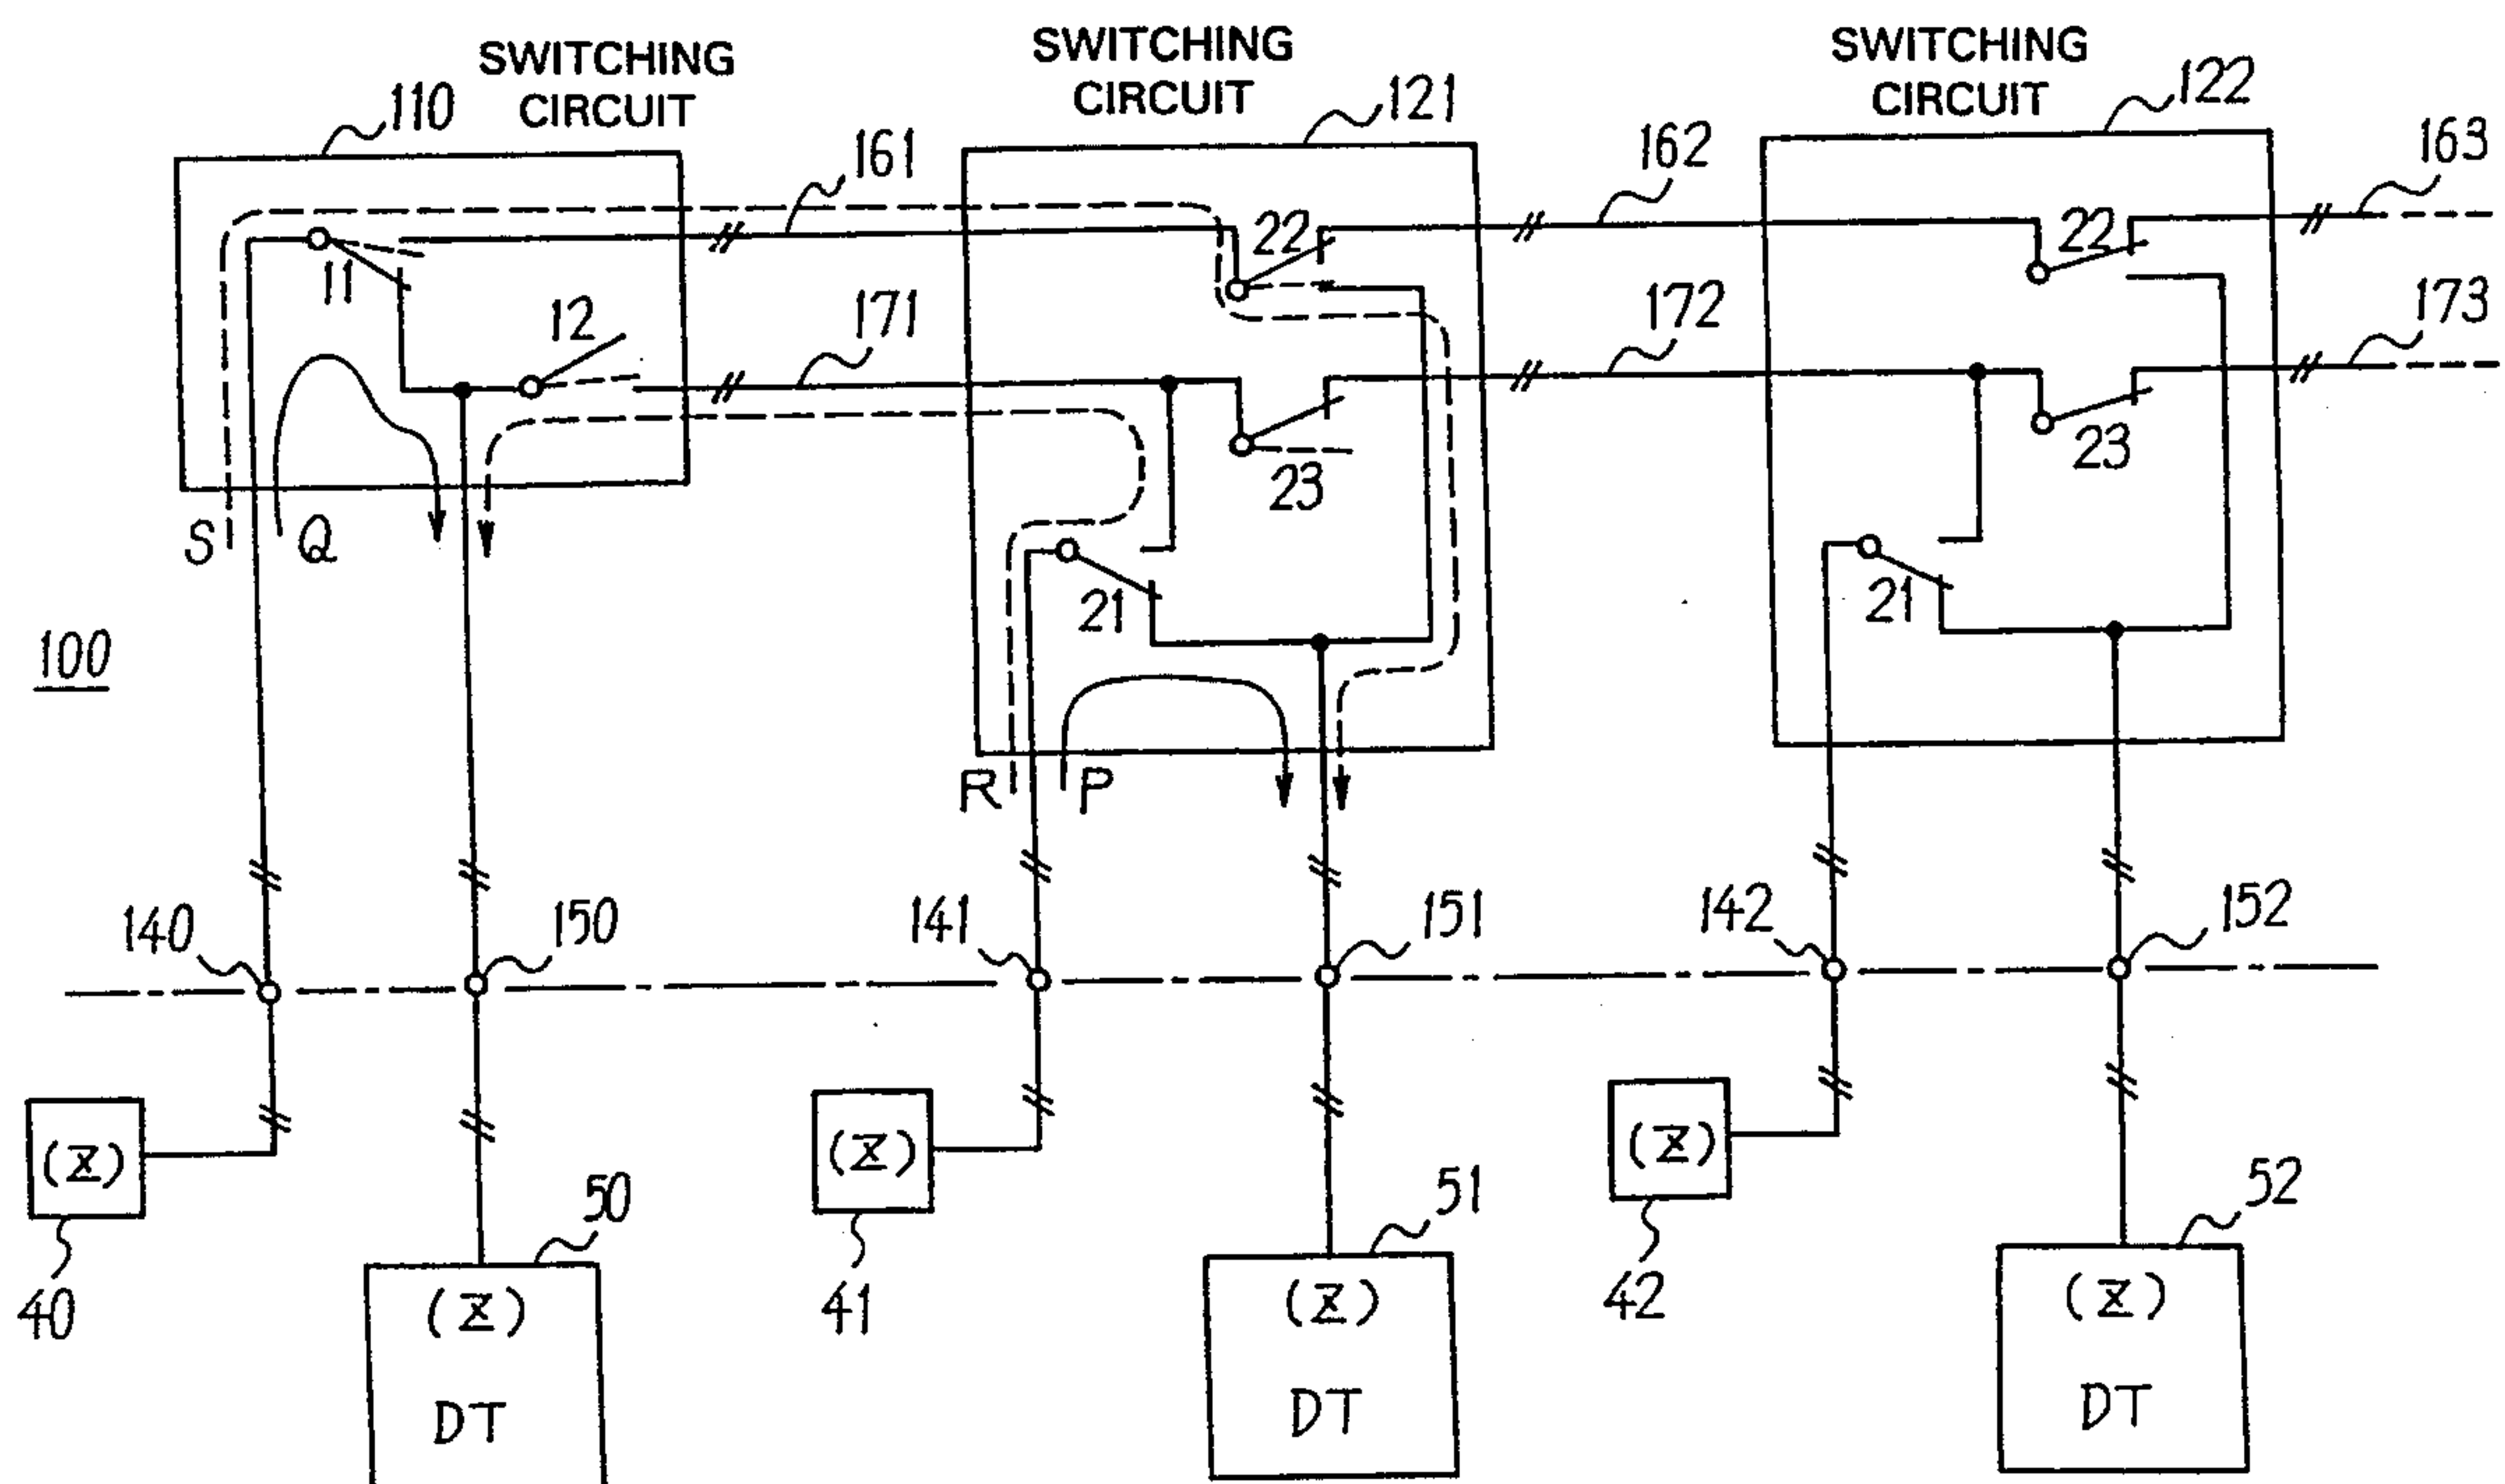 SWITCHING
CIRCUIT
SWITCHING
CIRCUIT
SWITCHING
CIRCUIT
110
121
122
161
162
163
11
12
22
22
171
172
173
23
23
S
Q
21
21
100
R
P
140
150
141
151
142
152
(Z)
(Z)
(Z)
40
50
41
51
42
52
(Z)
DT
(Z)
DT
(Z)
DT